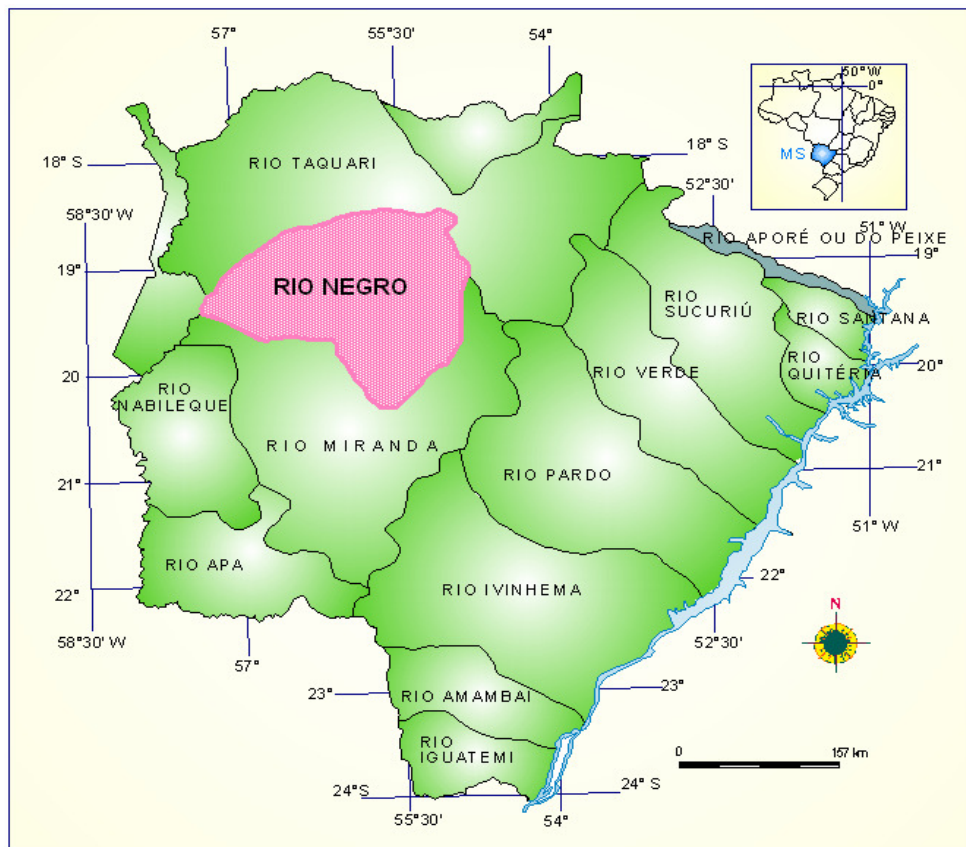 57°
55°30'
54°
50°W
0°
MS
18° S
RIO TAQUARI
18° S
52°30'
58°30' W
51° W
RIO APORÉ OU DO PEIXE
19°
19°
RIO NEGRO
RIO
SUCURIÚ
RIO SANTANA
RIO
QUITÉRIA
20°
20
RIO VERDE
RIO
NABILEQUE
RIO MIRANDA
RIO PARDO
21°
21°
51° W
RIO APA
22°
22°
RIO IVINHEMA
N
58°30' W
52°30'
57°
23°
RIO AMAMBAI
23°
RIO
IGUATEMI
0
157 km
24° S
24° S
55°30'
54°